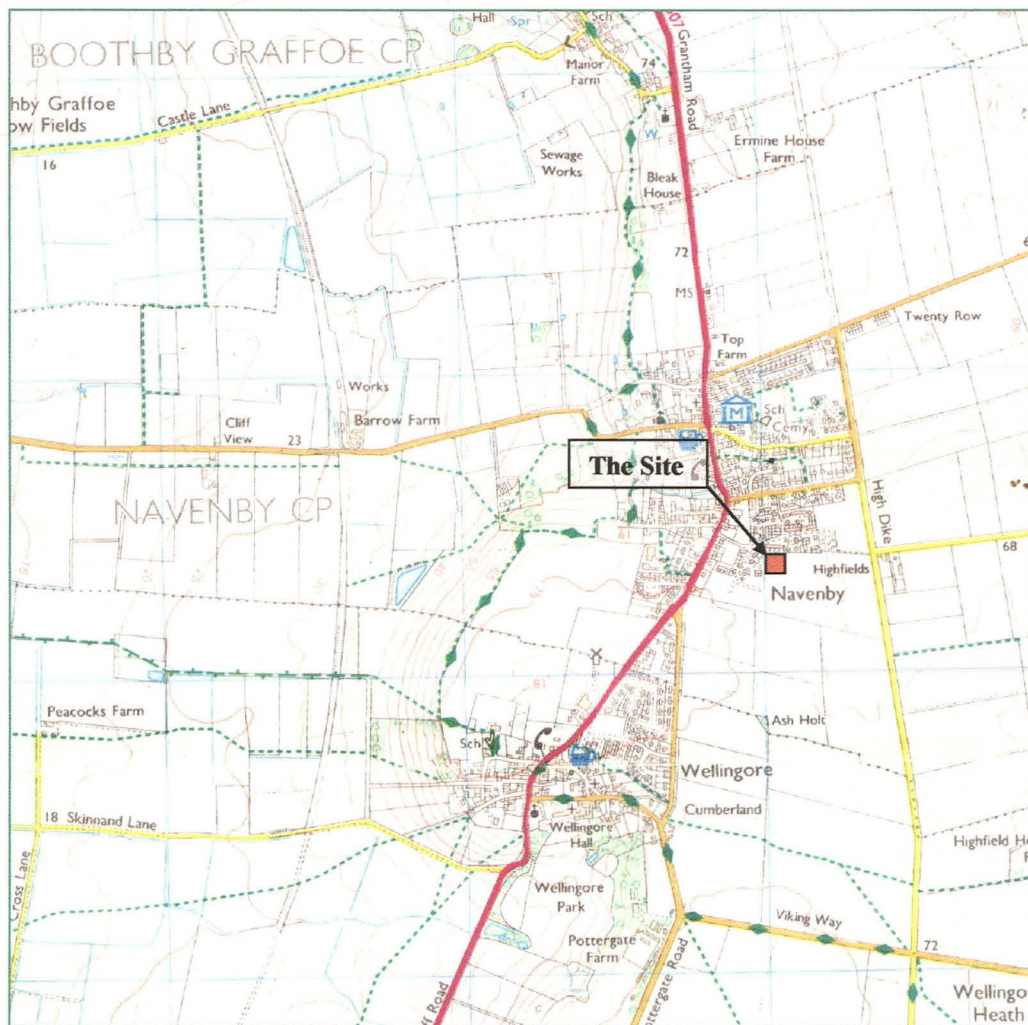 Hall
Spr
Sch
BOOTHBY GRAFFOE CP
Manor
Farm
74
07 Grantham Road
hby Graffoe
ow Fields
Castle Lane
16
W
Ermine House
Farm
Sewage
Works
Bleak
House
72
MS
Twenty Row
Top
Farm
Works
Barrow Farm
M
Sch
Cemy
Cliff
View
23
The Site
NAVENBY CP
High Dike
68
Highfields
Navenby
81
Peacocks Farm
Sch
Ash Holt
Wellingore
Cumberland
18 Skinnand Lane
Wellingore
Hall
Highfield Ho
Cross Lane
Wellingore
Park
Viking Way
72
Pottergate
Farm
Pottergate Road
ff Road
Wellingo
Heath